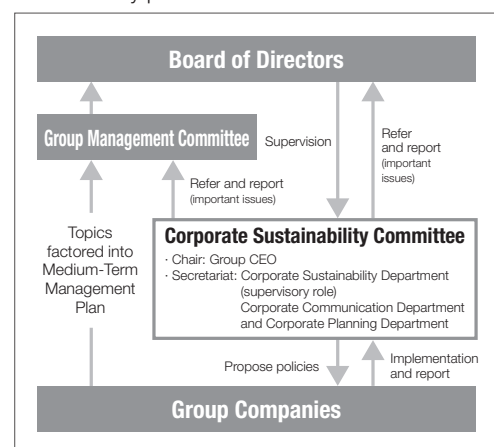 Board of Directors
Group Management Committee
Supervision
Refer
and report
(important
issues)
Refer and report
(important issues)
Topics
factored into
Medium-Term
Management
Plan
Corporate Sustainability Committee
· Chair: Group CEO
· Secretariat: Corporate Sustainability Department
(supervisory role)
Corporate Communication Department
and Corporate Planning Department
Propose policies
Implementation
and report
Group Companies